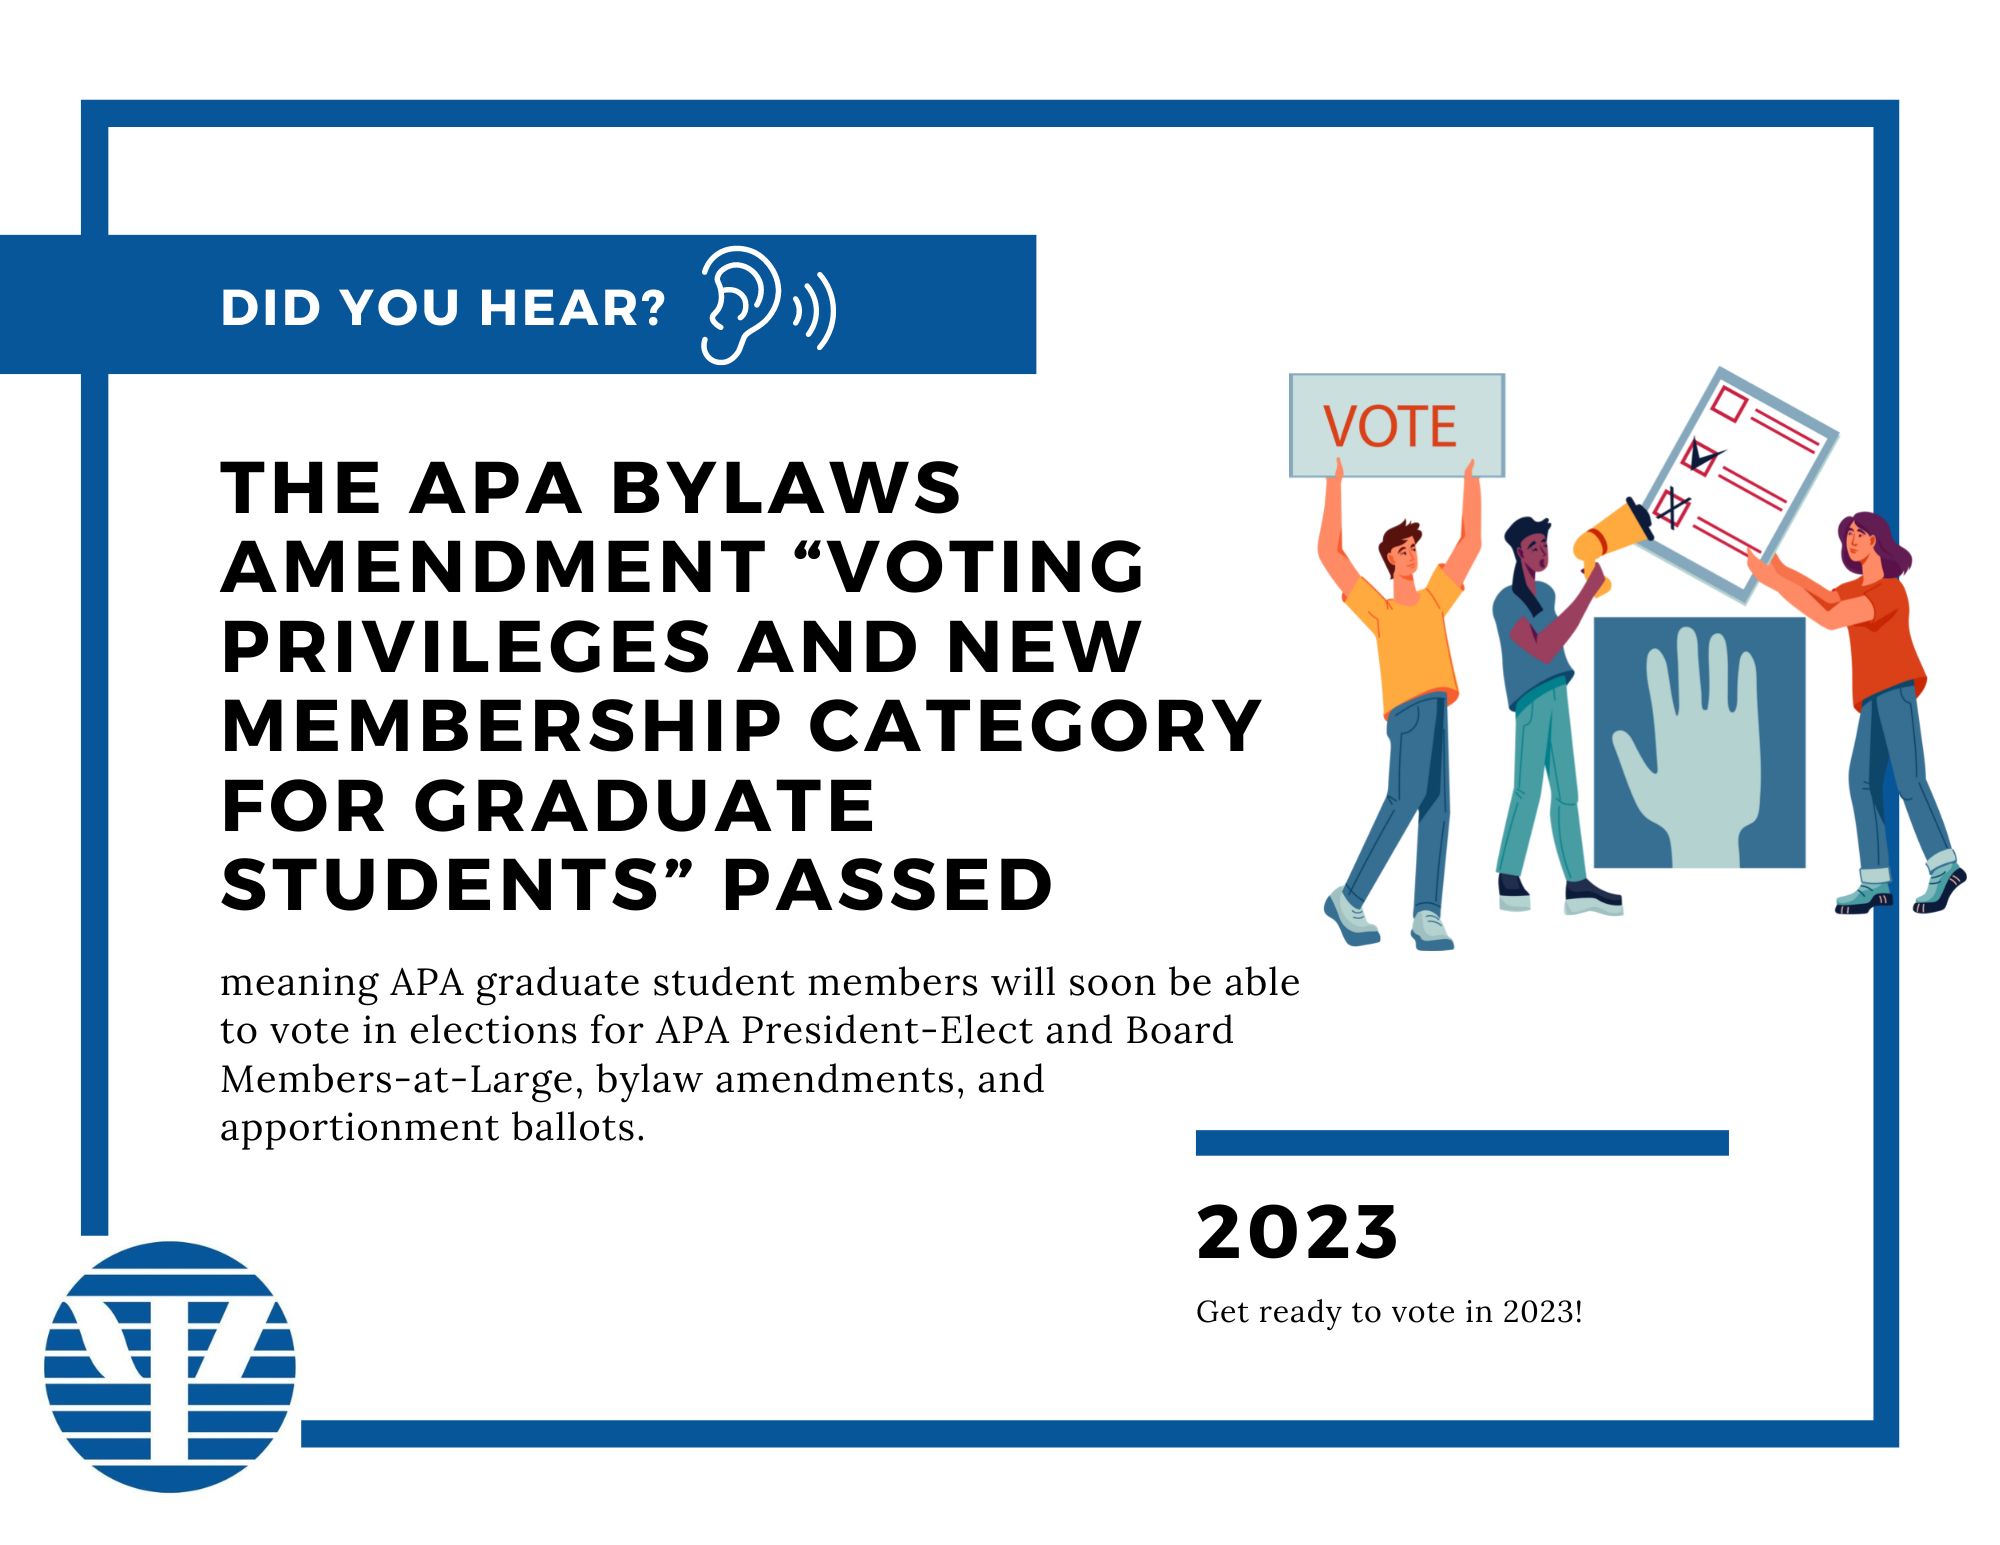 DID YOU HEAR?
THE APA BYLAWS
AMENDMENT “VOTING
PRIVILEGES AND NEW
MEMBERSHIP CATEGORY
FOR GRADUATE
STUDENTS” PASSED
VOTE
meaning APA graduate student members will soon be able
to vote in elections for APA President-Elect and Board
Members-at-Large, bylaw amendments, and
apportionment ballots.
2023
Get ready to vote in 2023!